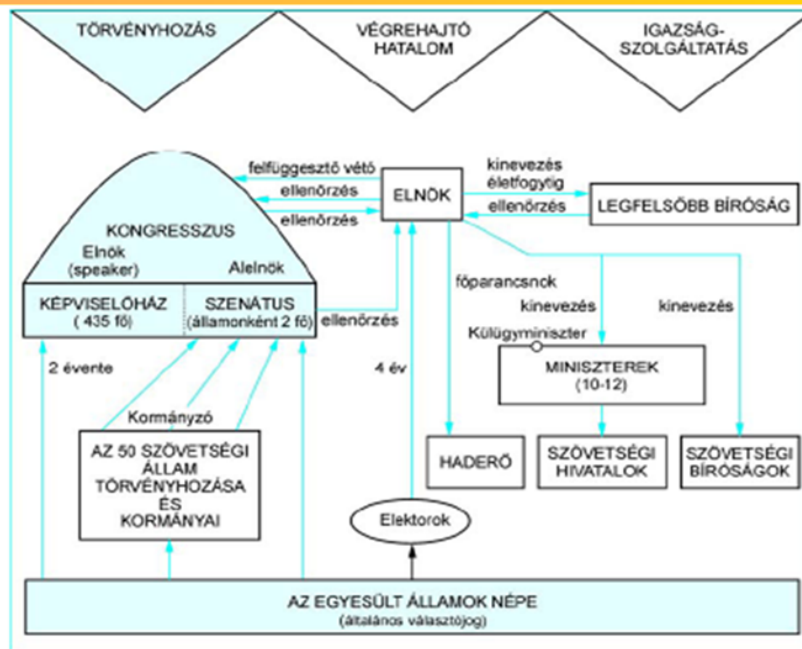 TÖRVÉNYHOZÁS
VÉGREHAJTÓ
HATALOM
IGAZSÁG-
SZOLGÁLTATÁS
felfüggesztő vétó
ellenőrzés
ellenőrzés
ELNÖK
kinevezés
életfogytig
ellenőrzés
LEGFELSŐBB BÍRÓSÁG
KONGRESSZUS
Elnök
(speaker)
Alelnök
KÉPVISELŐHÁZ
( 435 fő)
SZENÁTUS
(államonként 2 fő)
ellenőrzés
főparancsnok
kinevezés
kinevezés
Külügyminiszter
MINISZTEREK
(10-12)
2 évente
4 év
Kormányzó
AZ 50 SZÖVETSÉGI
ÁLLAM
TÖRVÉNYHOZÁSA
ÉS
KORMÁNYAI
HADERŐ
SZÖVETSÉGI
HIVATALOK
SZÖVETSÉGI
BÍRÓSÁGOK
Elektorok
AZ EGYESÜLT ÁLLAMOK NÉPE
(általános választójog)